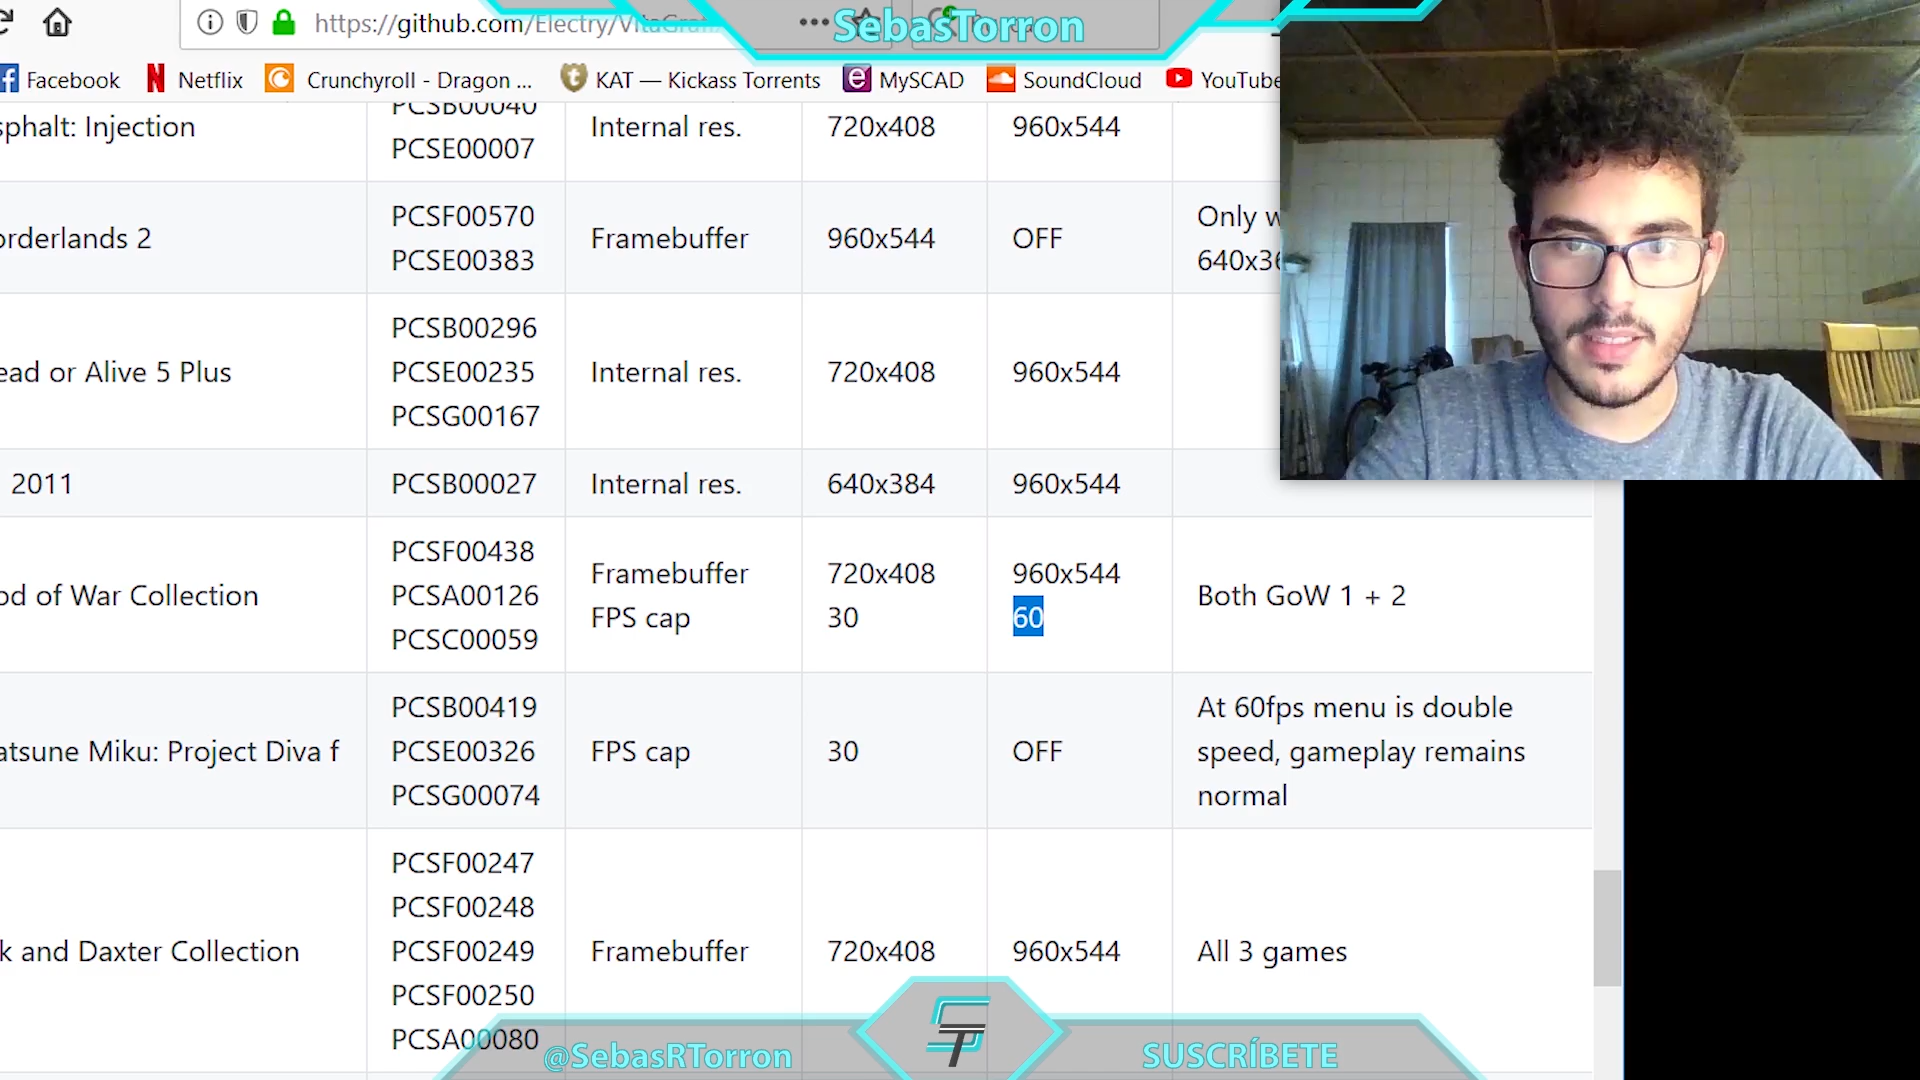 https://github.com/Electry/VitaGraf
SebasTorron
Facebook
Netflix
Crunchyroll - Dragon ...
KAT — Kickass Torrents
MySCAD
SoundCloud
YouTube
sphalt: Injection
PCSB00040
PCSE00007
Internal res.
720x408
960x544
orderlands 2
PCSF00570
PCSE00383
Framebuffer
960x544
OFF
Only w
640x36
ead or Alive 5 Plus
PCSB00296
PCSE00235
PCSG00167
Internal res.
720x408
960x544
2011
PCSB00027
Internal res.
640x384
960x544
od of War Collection
PCSF00438
PCSA00126
PCSC00059
Framebuffer
FPS cap
720x408
30
960x544
60
Both GoW 1 + 2
atsune Miku: Project Diva f
PCSB00419
PCSE00326
PCSG00074
FPS cap
30
OFF
At 60fps menu is double
speed, gameplay remains
normal
k and Daxter Collection
PCSF00247
PCSF00248
PCSF00249
PCSF00250
PCSA00080
Framebuffer
720x408
960x544
All 3 games
@SebasRTorron
ST
SUSCRÍBETE